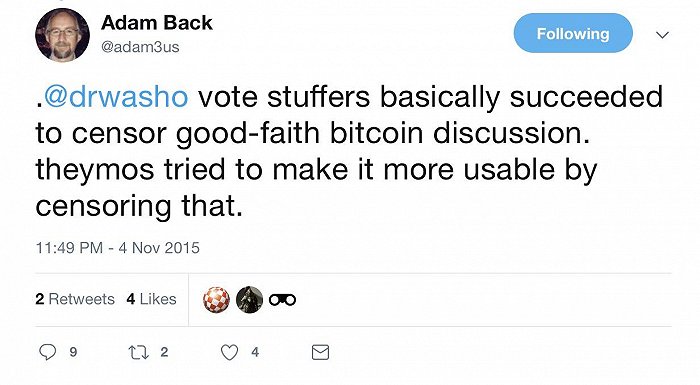 Adam Back
@adam3us
Following
.@drwasho vote stuffers basically succeeded
to censor good-faith bitcoin discussion.
theymos tried to make it more usable by
censoring that.
11:49 PM - 4 Nov 2015
2 Retweets 4 Likes
9 2 4